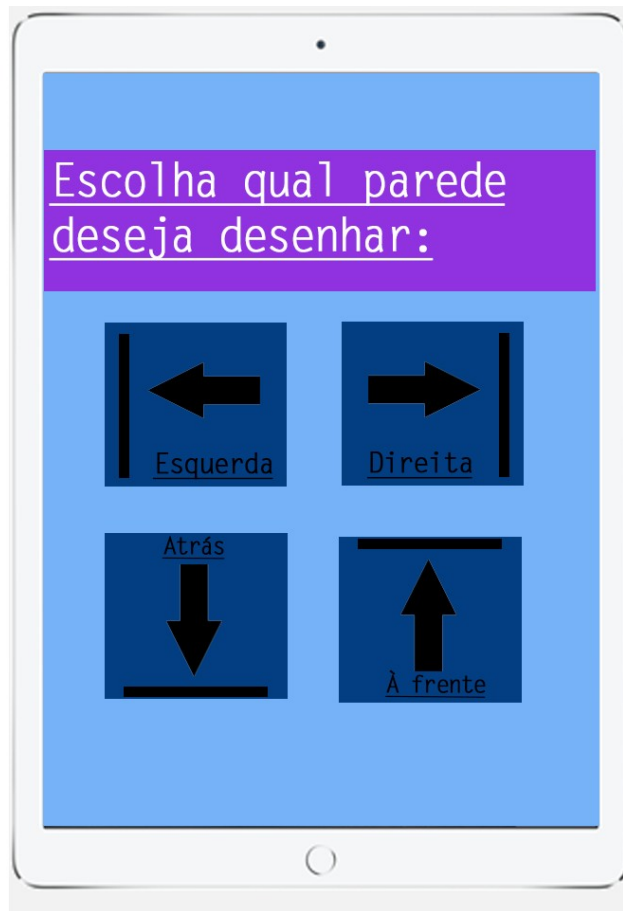 Escolha qual parede
deseja desenhar:
Esquerda
Direita
Atrás
À frente